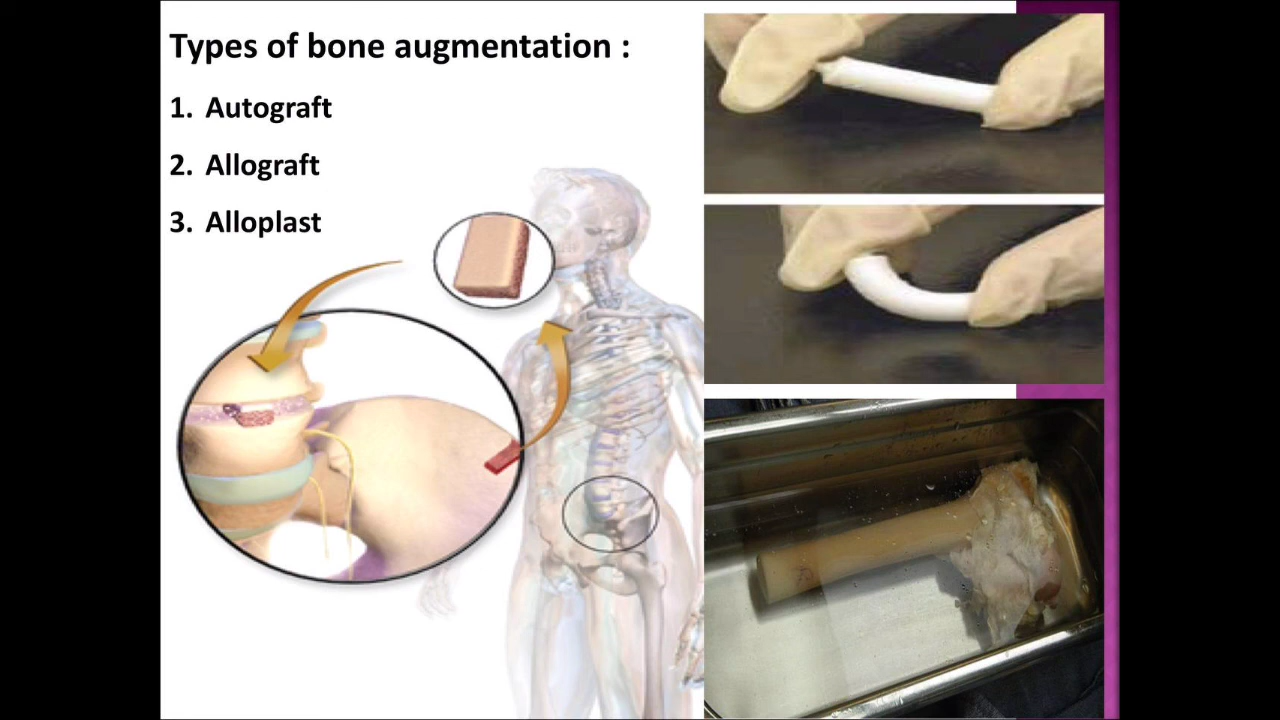 Types of bone augmentation :
1. Autograft
2. Allograft
3. Alloplast